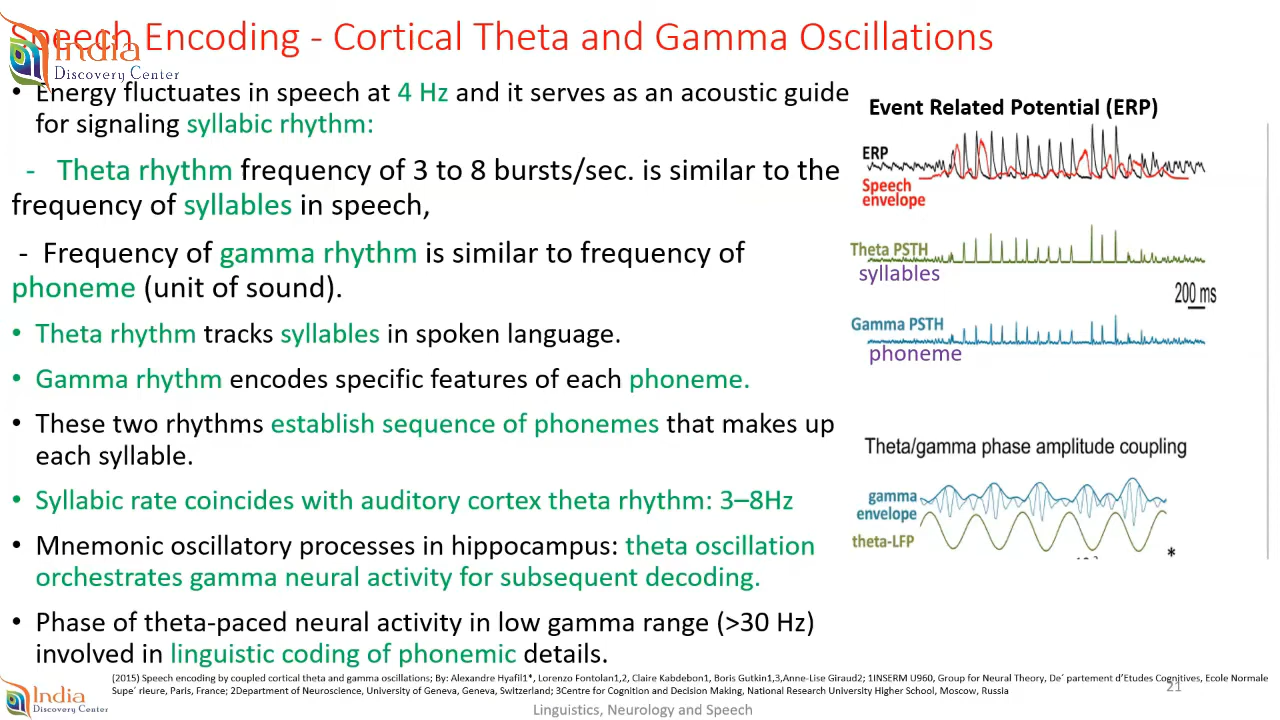 Speech Encoding - Cortical Theta and Gamma Oscillations
India
Discovery Center
• Energy fluctuates in speech at 4 Hz and it serves as an acoustic guide
for signaling syllabic rhythm:
- Theta rhythm frequency of 3 to 8 bursts/sec. is similar to the
frequency of syllables in speech,
- Frequency of gamma rhythm is similar to frequency of
phoneme (unit of sound).
• Theta rhythm tracks syllables in spoken language.
• Gamma rhythm encodes specific features of each phoneme.
• These two rhythms establish sequence of phonemes that makes up
each syllable.
• Syllabic rate coincides with auditory cortex theta rhythm: 3–8Hz
• Mnemonic oscillatory processes in hippocampus: theta oscillation
orchestrates gamma neural activity for subsequent decoding.
• Phase of theta-paced neural activity in low gamma range (>30 Hz)
involved in linguistic coding of phonemic details.
Event Related Potential (ERP)
ERP
Speech
envelope
Theta PSTH
syllables
200 ms
Gamma PSTH
phoneme
Theta/gamma phase amplitude coupling
gamma
envelope
theta-LFP
*
(2015) Speech encoding by coupled cortical theta and gamma oscillations; By: Alexandre Hyafil1*, Lorenzo Fontolan1,2, Claire Kabdebon1, Boris Gutkin1,3,Anne-Lise Giraud2; 1INSERM U960, Group for Neural Theory, De´ partement d’Etudes Cognitives, Ecole Normale
Supe´ rieure, Paris, France; 2Department of Neuroscience, University of Geneva, Geneva, Switzerland; 3Centre for Cognition and Decision Making, National Research University Higher School, Moscow, Russia
21
India
Discovery Center
Linguistics, Neurology and Speech